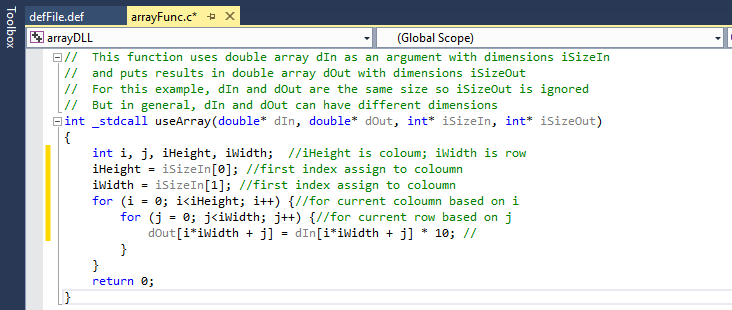 Toolbox
defFile.def arrayFunc.c*
arrayDLL (Global Scope)
// This function uses double array dIn as an argument with dimensions iSizeIn
// and puts results in double array dOut with dimensions iSizeOut
// For this example, dIn and dOut are the same size so iSizeOut is ignored
// But in general, dIn and dOut can have different dimensions
int _stdcall useArray(double* dIn, double* dOut, int* iSizeIn, int* iSizeOut)
{
int i, j, iHeight, iWidth; //iHeight is coloum; iWidth is row
iHeight = iSizeIn[0]; //first index assign to coloumn
iWidth = iSizeIn[1]; //first index assign to coloumn
for (i = 0; i<iHeight; i++) {//for current coloumn based on i
for (j = 0; j<iWidth; j++) {//for current row based on j
dOut[i*iWidth + j] = dIn[i*iWidth + j] * 10; //
}
}
return 0;
}